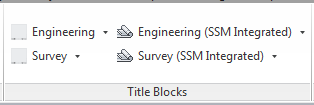 Engineering Engineering (SSM Integrated)
Survey Survey (SSM Integrated)
Title Blocks